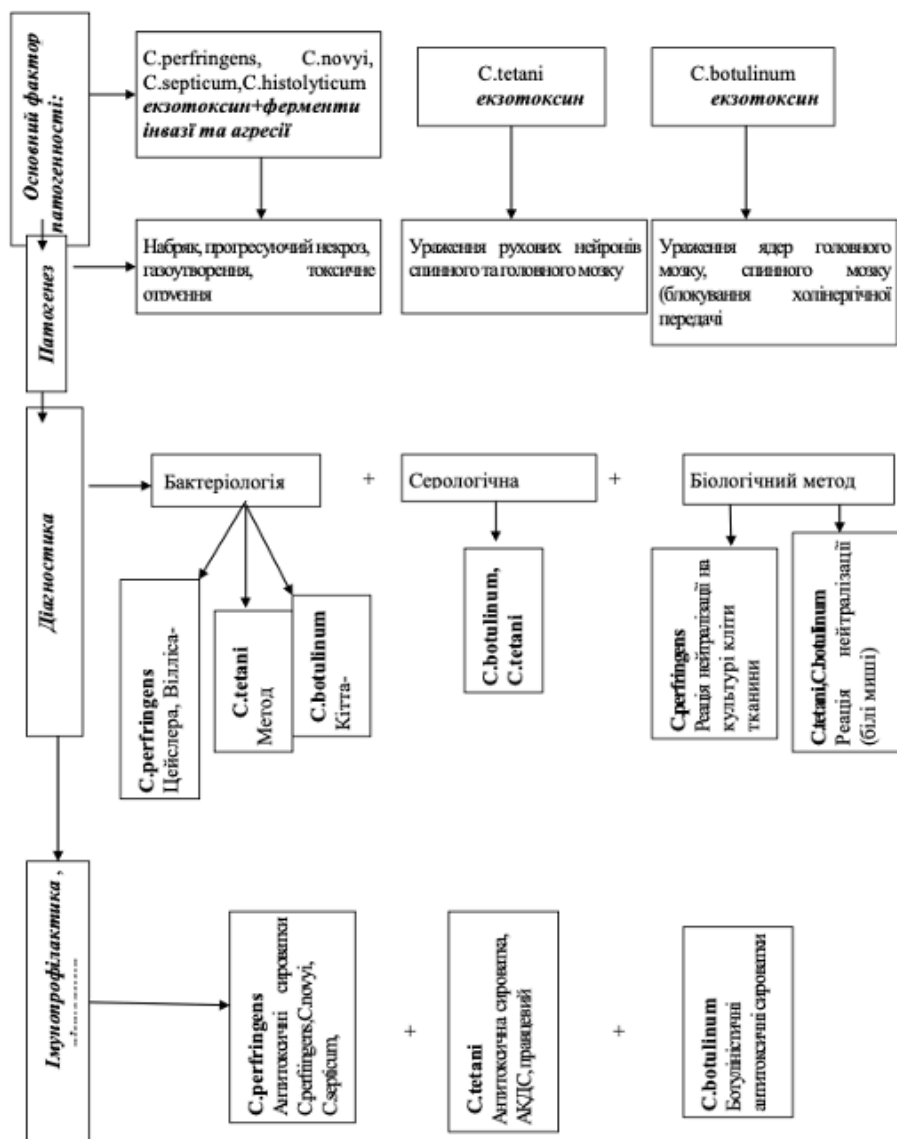 Основний фактор
патогенності:
C.perfringens, C.novyi,
C.septicum,C.histolyticum
екзотоксин+ферменти
інвазі та агресії
C.tetani
екзотоксин
C.botulinum
екзотоксин
Патогенез
Набряк, прогресуючий некроз,
газоутворення, токсичне
отруєння
Ураження рухових нейронів
спинного та головного мозку
Ураження ядер головного
мозку, спинного мозку
(блокування холінергічної
передачі
Діагностика
Бактеріологія
+
Серологічна
+
Біологічний метод
C.perfringens
Цейслера, Вілліса-
C.tetani
Метод
C.botulinum
Кітта-
C.botulinum,
C.tetani
C.perfringens
Реація нейтралізації на
культурі кліти
тканини
C.tetani,C.botulinum
Реація нейтралізації
(білі миші)
Імунопрофілактика ,
C.perfringens
Антитоксичні сироватки
C.perfringens,C.novyi,
C.septicum,
+
C.tetani
Антитоксична сироватка,
АКДС, правцевий
+
C.botulinum
Ботуліністичні
антитоксичні сироватки